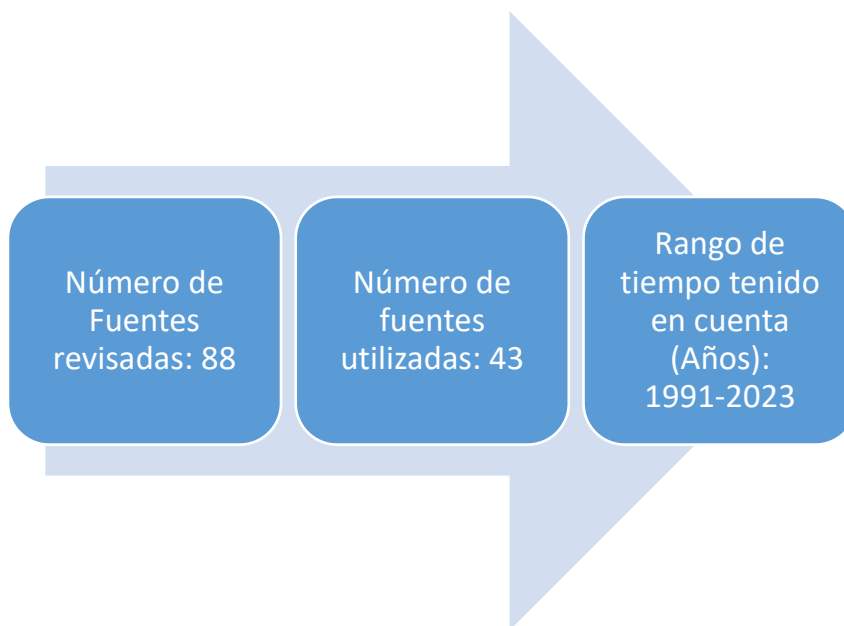 Número de
Fuentes
revisadas: 88
Número de
fuentes
utilizadas: 43
Rango de
tiempo tenido
en cuenta
(Años):
1991-2023